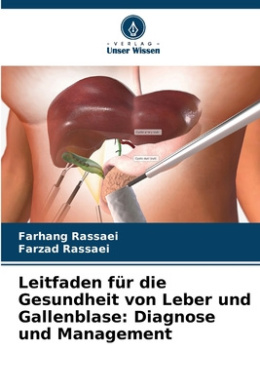 VERLAG
Unser Wissen
Farhang Rassaei
Farzad Rassaei
Leitfaden für die
Gesundheit von Leber und
Gallenblase: Diagnose
und Management